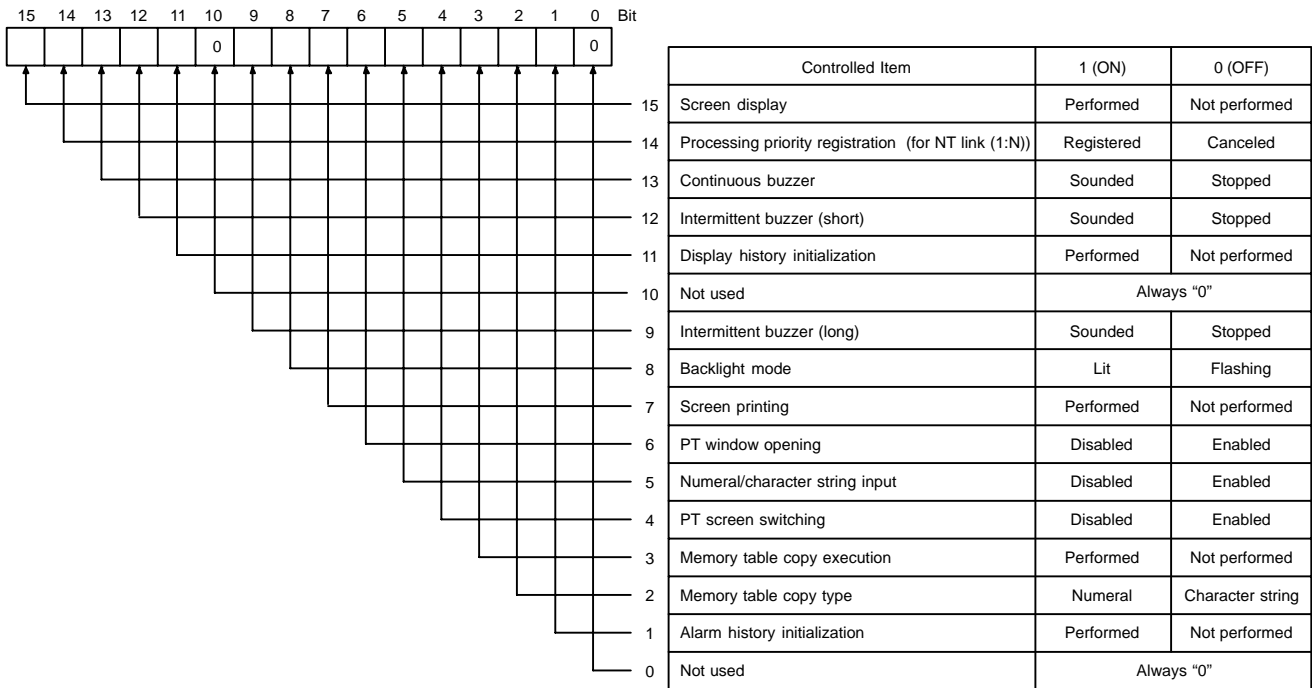 15 14 13 12 11 10 9 8 7 6 5 4 3 2 1 0 Bit
0 0
Controlled Item 1 (ON) 0 (OFF)
15 Screen display Performed Not performed
14 Processing priority registration (for NT link (1:N)) Registered Canceled
13 Continuous buzzer Sounded Stopped
12 Intermittent buzzer (short) Sounded Stopped
11 Display history initialization Performed Not performed
10 Not used Always “0”
9 Intermittent buzzer (long) Sounded Stopped
8 Backlight mode Lit Flashing
7 Screen printing Performed Not performed
6 PT window opening Disabled Enabled
5 Numeral/character string input Disabled Enabled
4 PT screen switching Disabled Enabled
3 Memory table copy execution Performed Not performed
2 Memory table copy type Numeral Character string
1 Alarm history initialization Performed Not performed
0 Not used Always “0”